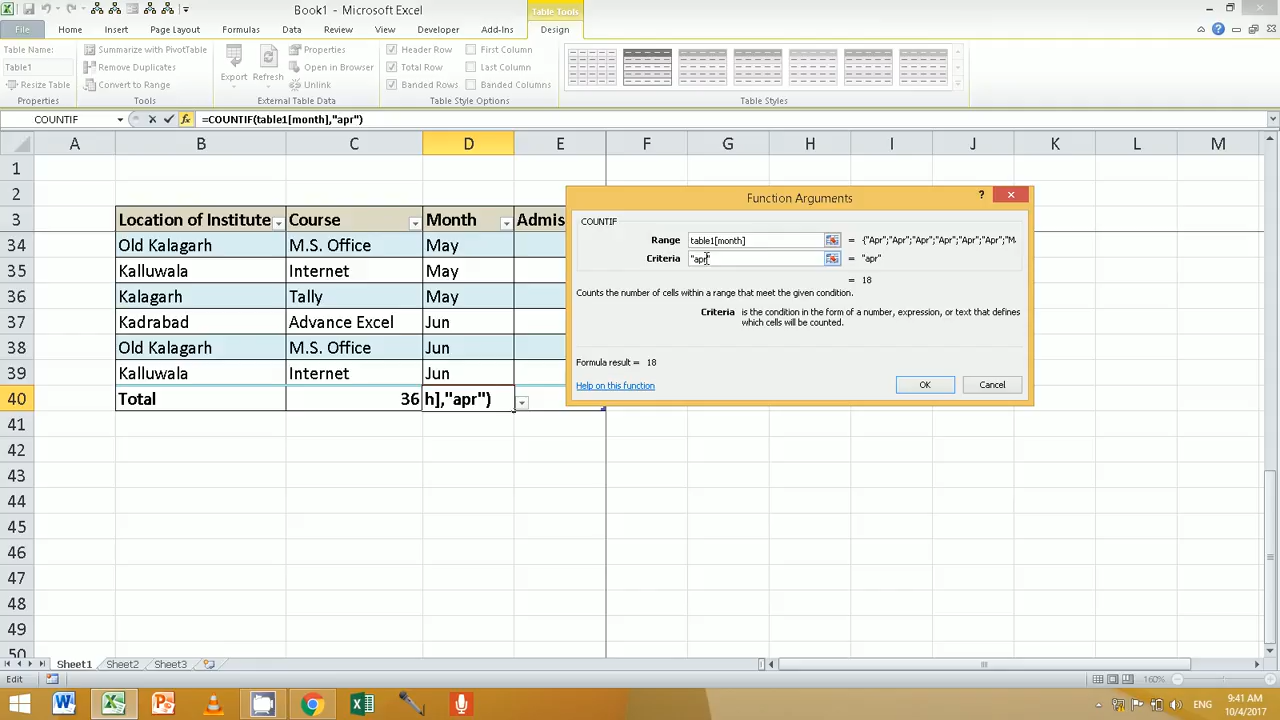 Book1 - Microsoft Excel
Table Tools
File Home Insert Page Layout Formulas Data Review View Developer Add-Ins Design
Table Name:
Table1
Resize
Properties
Summarize with PivotTable
Remove Duplicates
Tools
Refresh
Properties
Open in Browser
Unlink
External Table Data
Header Row
Total Row
Banded Rows
First Column
Last Column
Banded Columns
Table Style Options
Table Styles
COUNTIF fx =COUNTIF(table1[month],"apr")
A B C D E F G H I J K L M
1
2
3 Location of Institute Course Month Admis
34 Old Kalagarh M.S. Office May
35 Kalluwala Internet May
36 Kalagarh Tally May
37 Kadrabad Advance Excel Jun
38 Old Kalagarh M.S. Office Jun
39 Kalluwala Internet Jun
40 Total 36 h],"apr")
41
42
43
44
45
46
47
48
49
50
Function Arguments
?
COUNTIF
Range table1[month] = {"Apr";"Apr";"Apr";"Apr";"Apr";"Apr";"Ma
Criteria "apr" = "apr"
= 18
Counts the number of cells within a range that meet the given condition.
Criteria is the condition in the form of a number, expression, or text that defines
which cells will be counted.
Formula result = 18
Help on this function
OK Cancel
Sheet1 Sheet2 Sheet3
Edit
160%
ENG
9:41 AM
10/4/2017